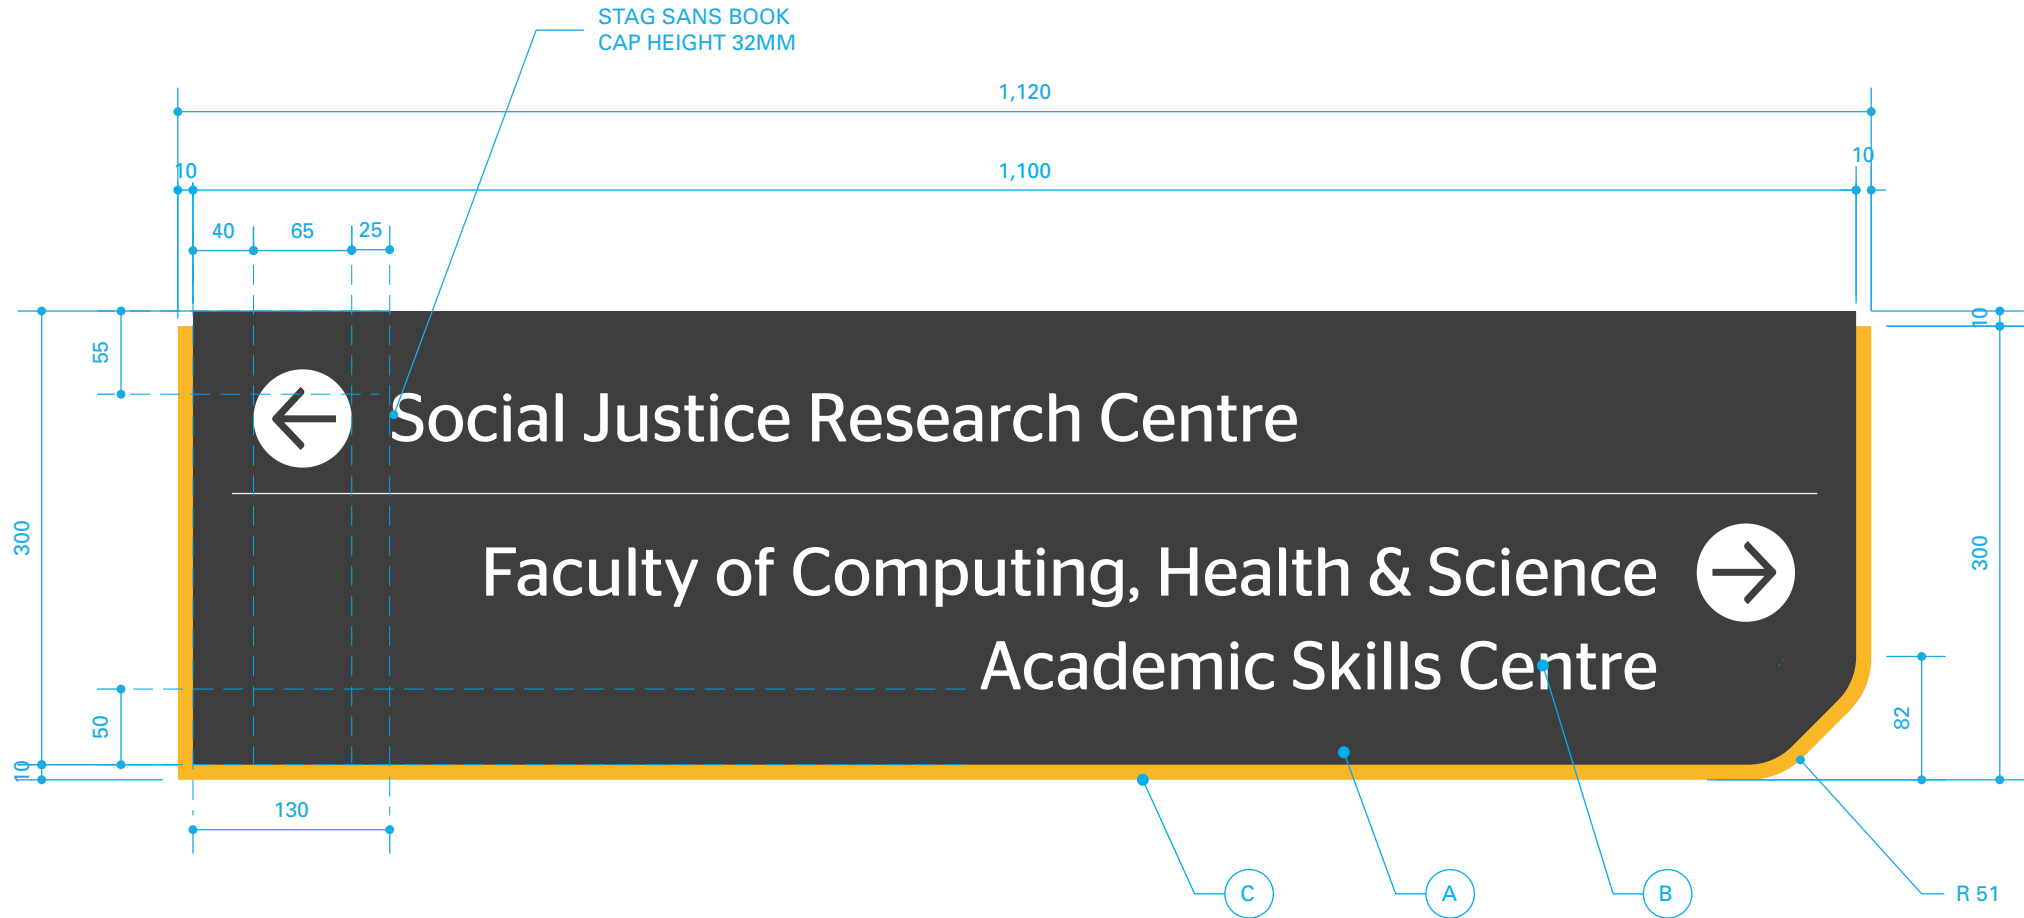 STAG SANS BOOK
CAP HEIGHT 32MM
1,120
10
1,100
10
40
65
25
55
10
Social Justice Research Centre
300
Faculty of Computing, Health & Science
300
Academic Skills Centre
50
82
10
130
C
A
B
R 51